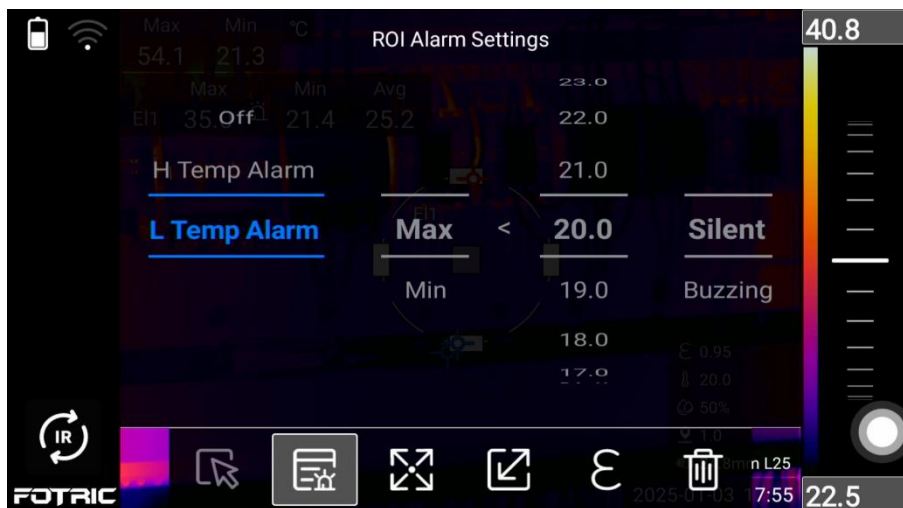 ROI Alarm Settings
40.8
Max Min °C
54.1 21.3
Max Min Avg
El1 21.4 25.2
Off
23.0
22.0
H Temp Alarm 21.0
El1
L Temp Alarm Max < 20.0 Silent
Min 19.0 Buzzing
18.0
17.0
ε 0.95
20.0
50%
1.0
IR
ε
L25
FOTRIC
2025-01-03 7:55
22.5